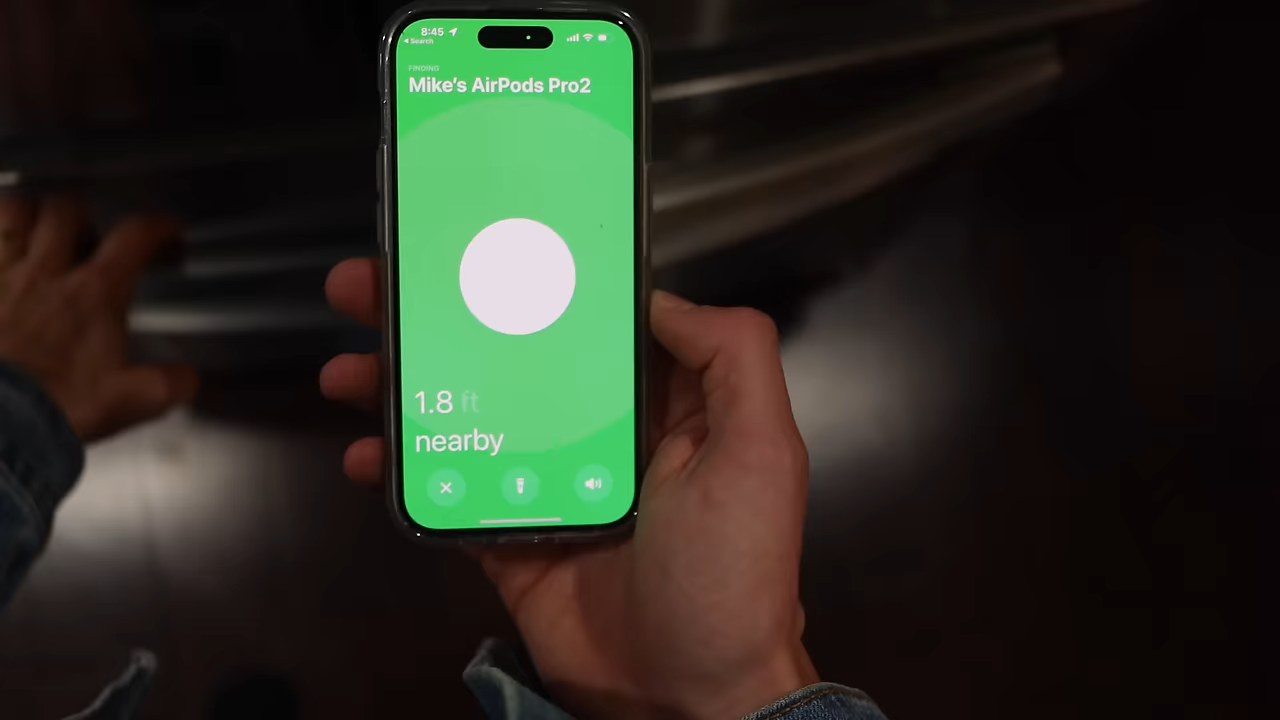 8:45
Search
FINDING
Mike's AirPods Pro2
1.8 ft
nearby